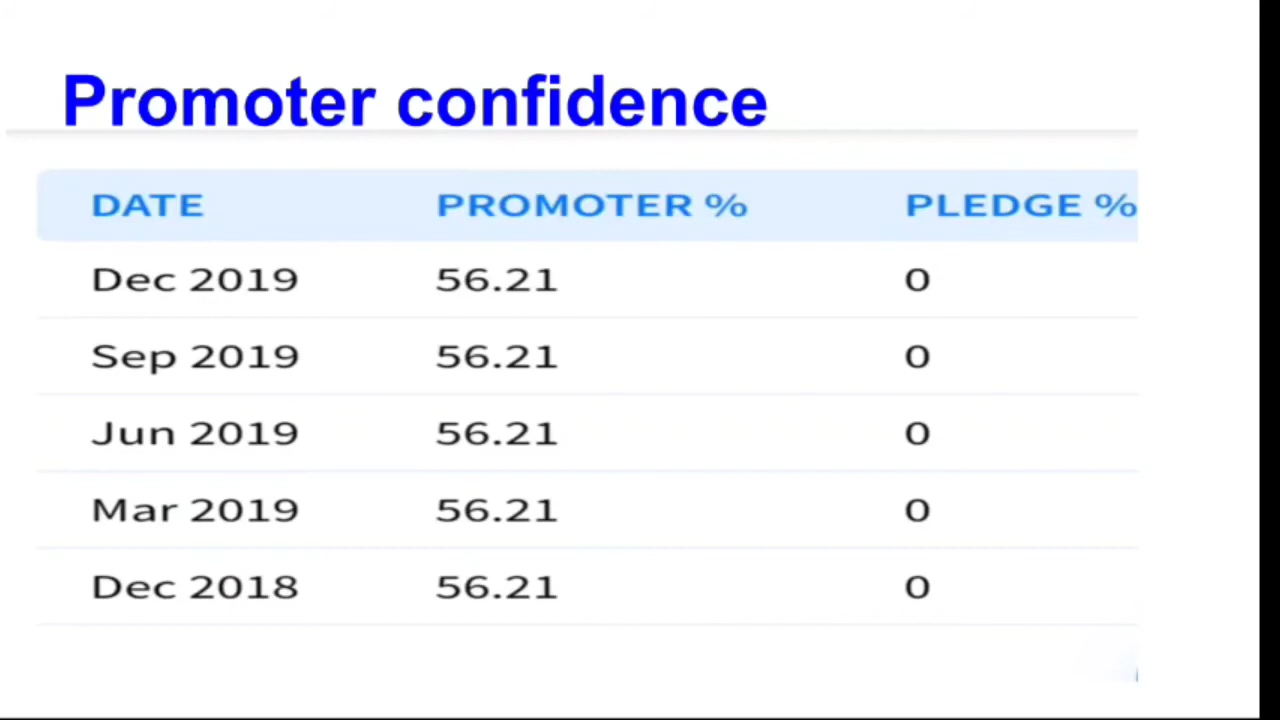 Promoter confidence
DATE PROMOTER % PLEDGE %
Dec 2019 56.21 0
Sep 2019 56.21 0
Jun 2019 56.21 0
Mar 2019 56.21 0
Dec 2018 56.21 0